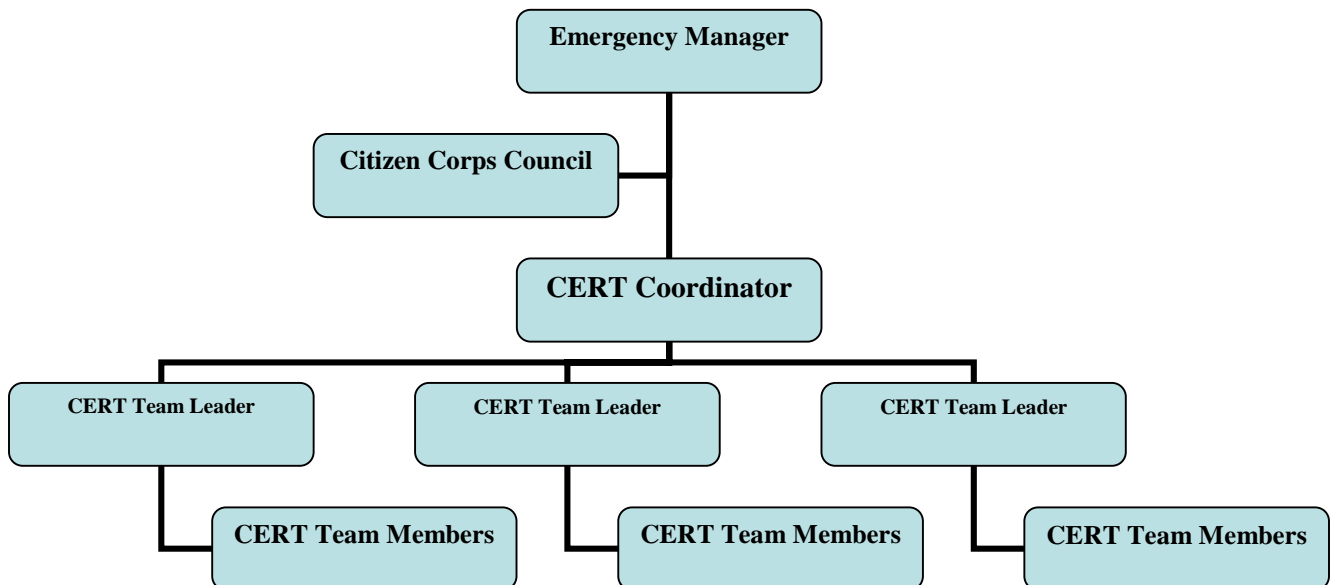 Emergency Manager
Citizen Corps Council
CERT Coordinator
CERT Team Leader
CERT Team Leader
CERT Team Leader
CERT Team Members
CERT Team Members
CERT Team Members